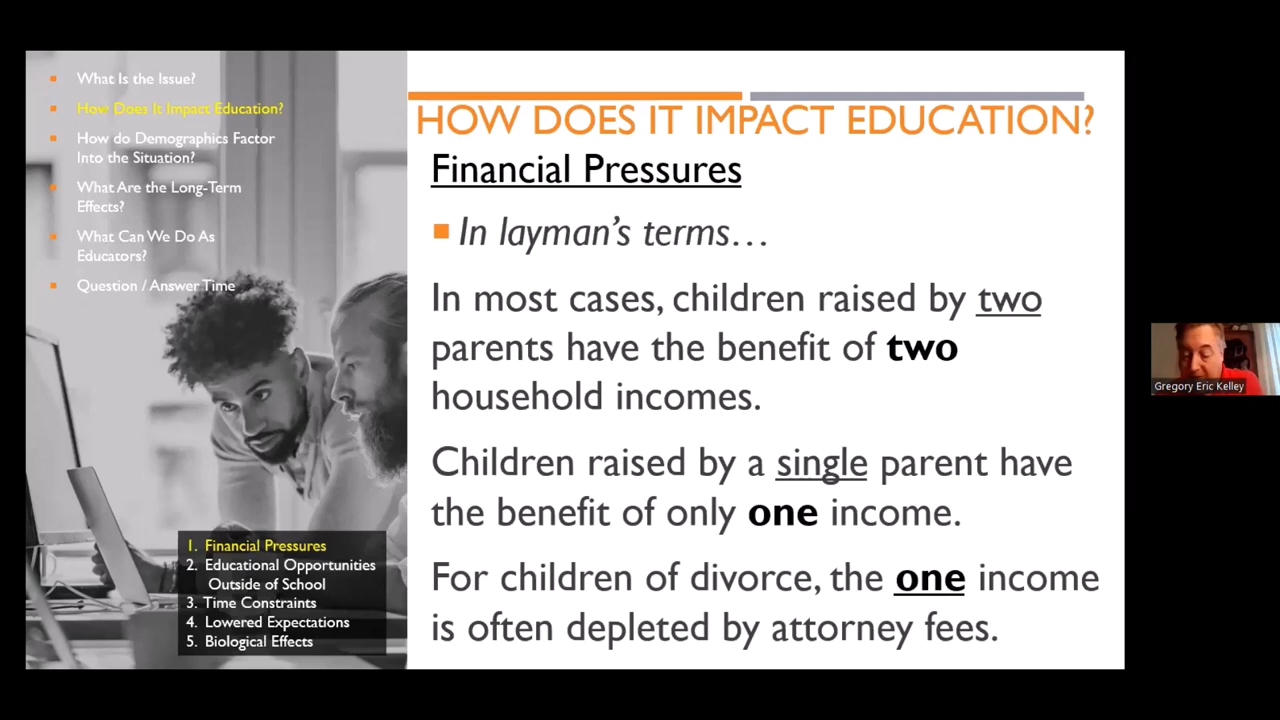 What Is the Issue?
How Does It Impact Education?
How do Demographics Factor
Into the Situation?
What Are the Long-Term
Effects?
What Can We Do As
Educators?
Question / Answer Time
1. Financial Pressures
2. Educational Opportunities
Outside of School
3. Time Constraints
4. Lowered Expectations
5. Biological Effects
HOW DOES IT IMPACT EDUCATION?
Financial Pressures
In layman's terms…
In most cases, children raised by two
parents have the benefit of two
household incomes.
Children raised by a single parent have
the benefit of only one income.
For children of divorce, the one income
is often depleted by attorney fees.
Gregory Eric Kelley